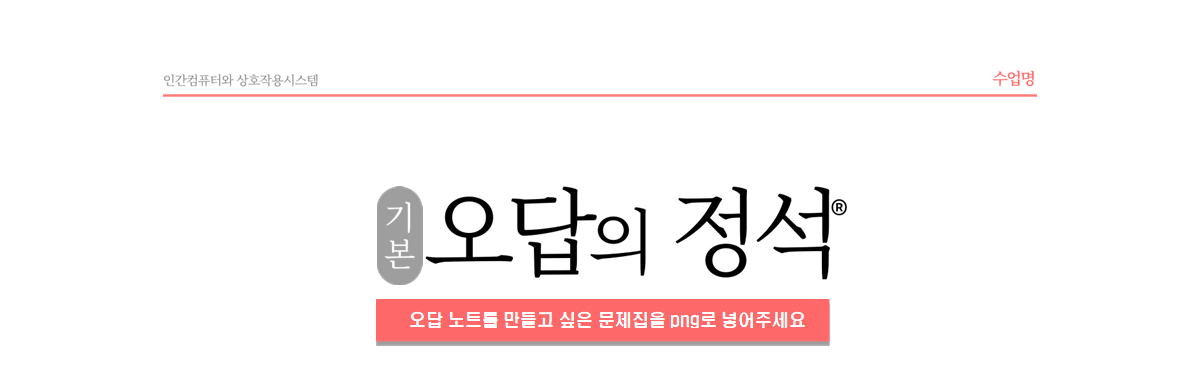 인간컴퓨터와 상호작용시스템
수업명
기본
오답의 정석®
오답 노트를 만들고 싶은 문제집을 png로 넣어주세요